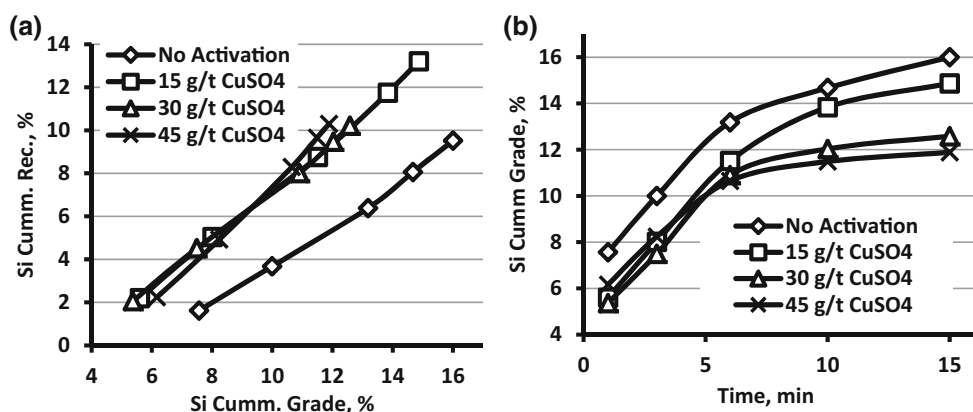 (a)
Si Cumm. Rec., %
14
12
10
8
6
4
2
0
No Activation
15 g/t CuSO4
30 g/t CuSO4
45 g/t CuSO4
4 6 8 10 12 14 16
Si Cumm. Grade, %
(b)
Si Cumm Grade, %
16
14
12
10
8
6
4
No Activation
15 g/t CuSO4
30 g/t CuSO4
45 g/t CuSO4
0 5 10 15
Time, min